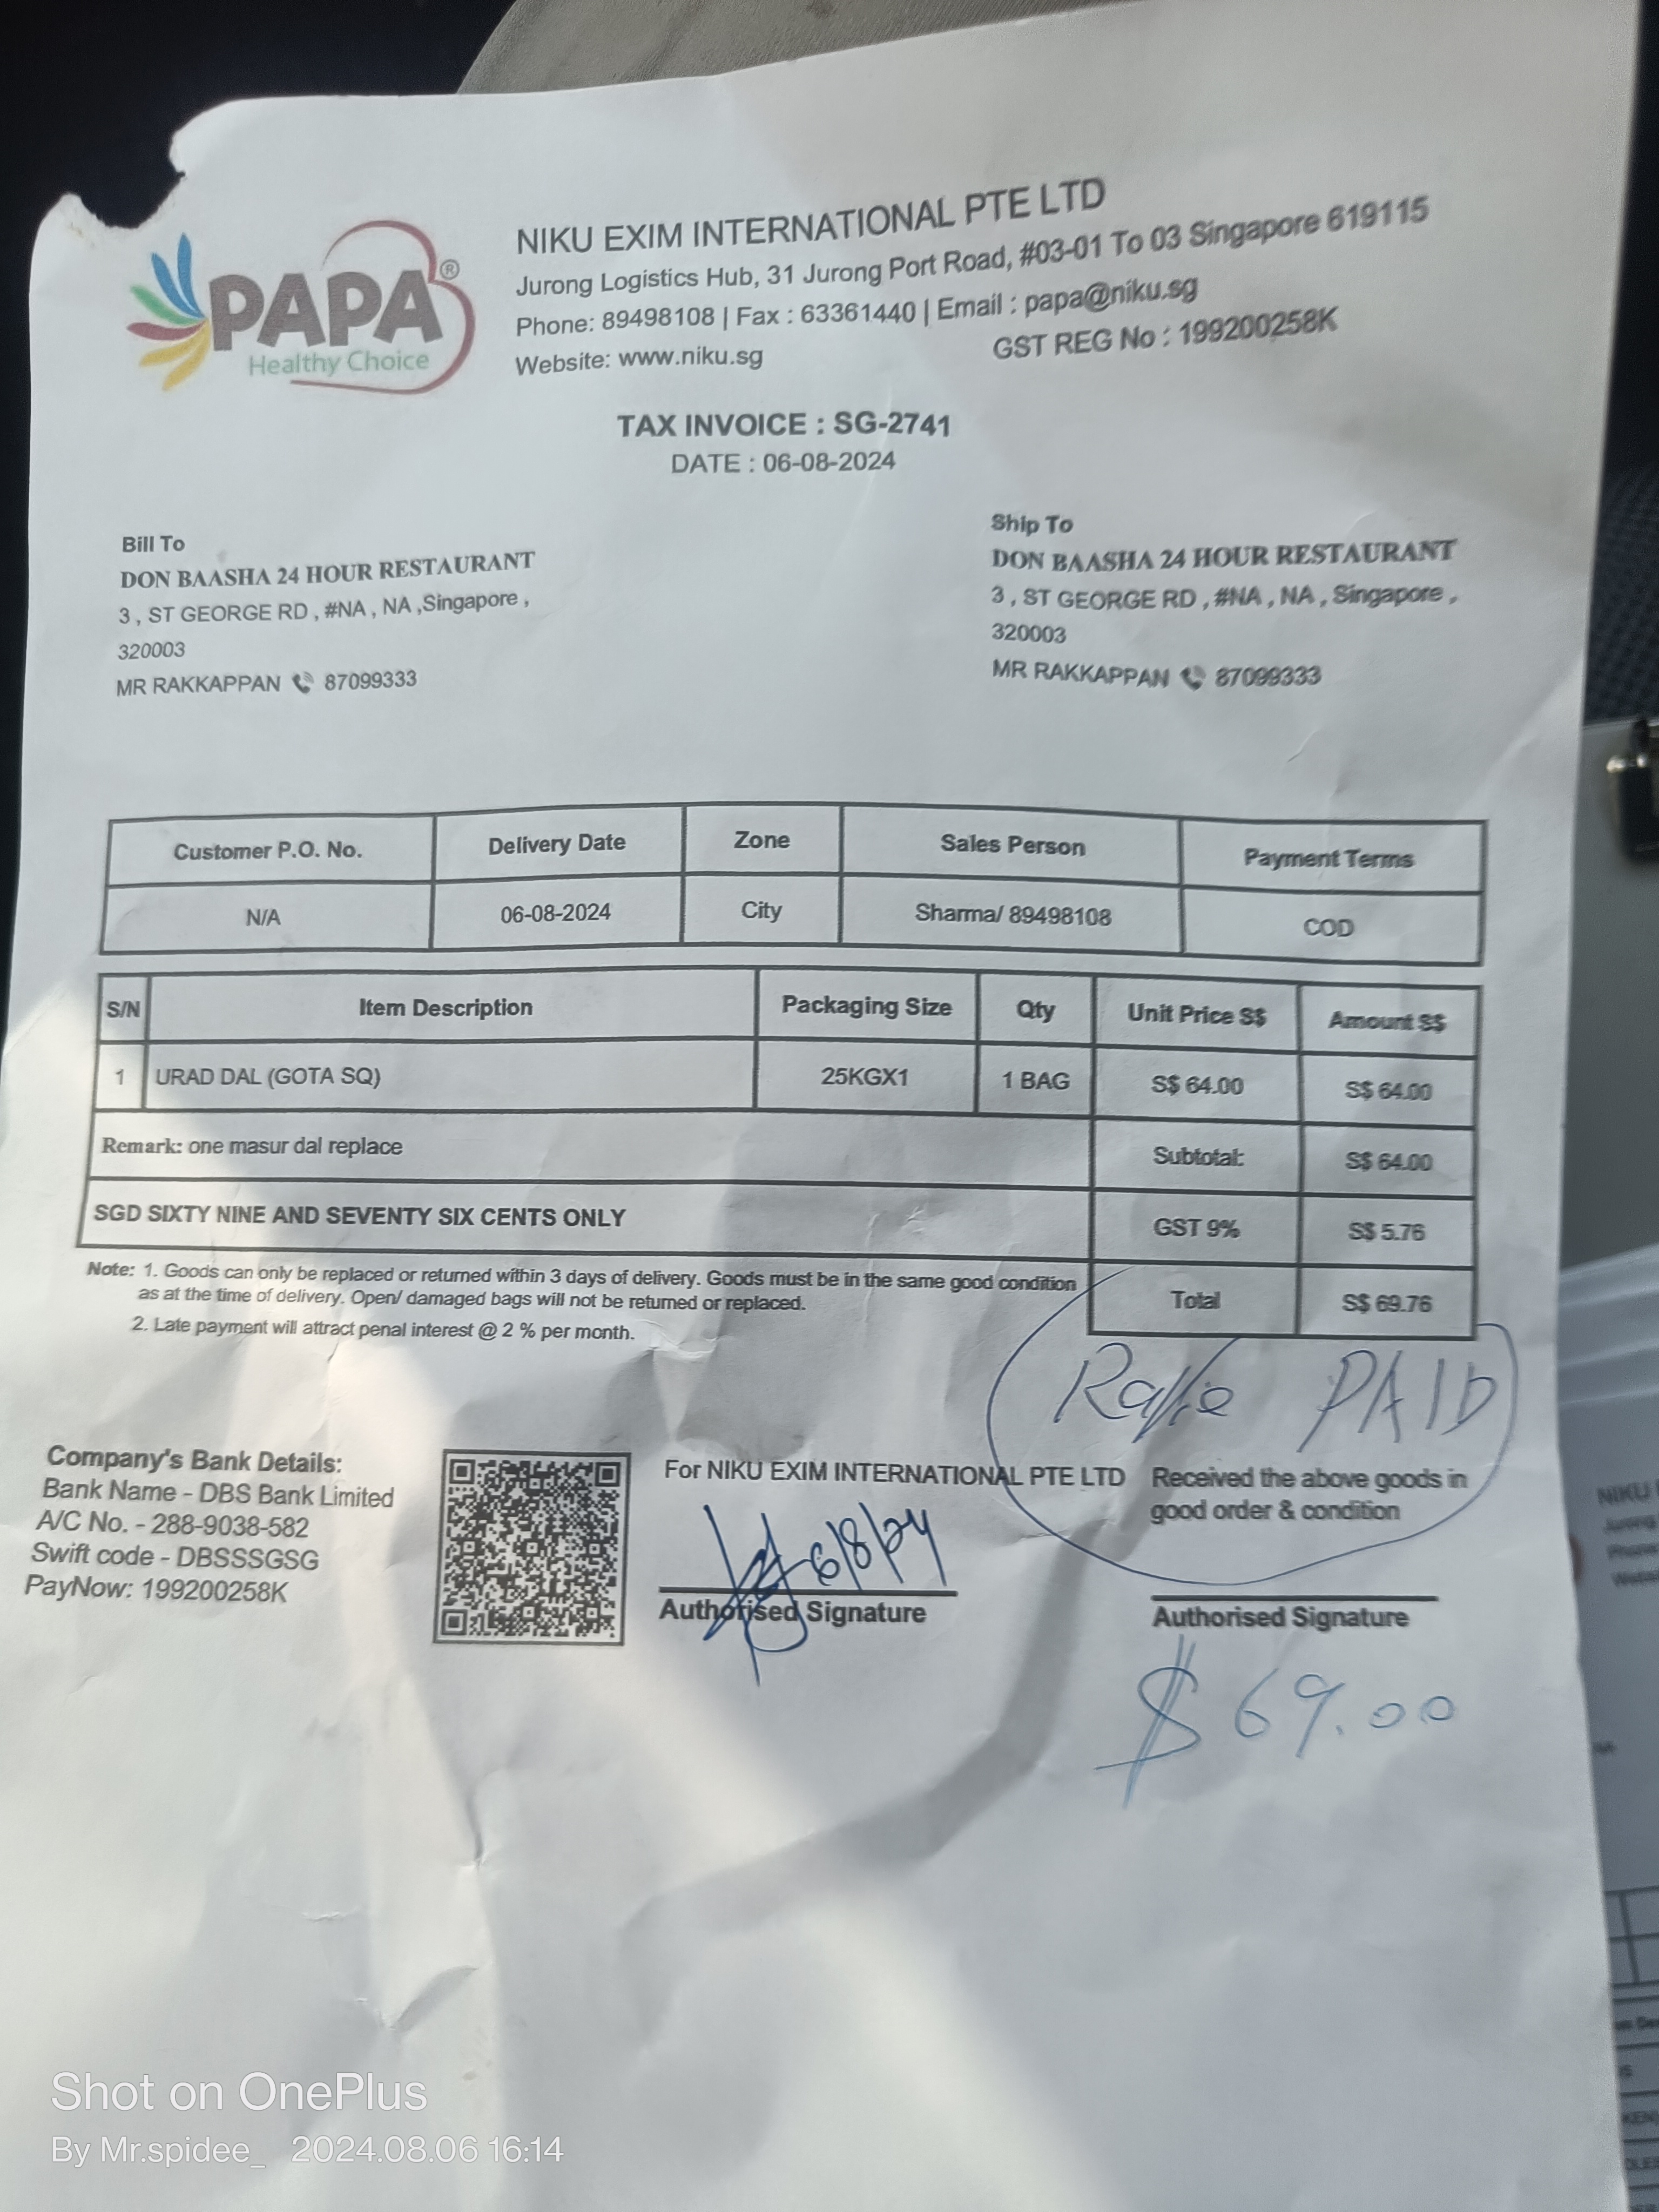 PAPA®
Healthy Choice
NIKU EXIM INTERNATIONAL PTE LTD
Jurong Logistics Hub, 31 Jurong Port Road, #03-01 To 03 Singapore 619115
Phone: 89498108 | Fax : 63361440 | Email : papa@niku.sg
Website: www.niku.sg GST REG No : 199200258K
TAX INVOICE : SG-2741
DATE : 06-08-2024
Bill To
DON BAASHA 24 HOUR RESTAURANT
3 , ST GEORGE RD , #NA , NA ,Singapore ,
320003
MR RAKKAPPAN 87099333
Ship To
DON BAASHA 24 HOUR RESTAURANT
3 , ST GEORGE RD , #NA , NA , Singapore ,
320003
MR RAKKAPPAN 87099333
Customer P.O. No. Delivery Date Zone Sales Person Payment Terms
N/A 06-08-2024 City Sharma/ 89498108 COD
S/N Item Description Packaging Size Qty Unit Price S$ Amount S$
1 URAD DAL (GOTA SQ) 25KGX1 1 BAG S$ 64.00 S$ 64.00
Remark: one masur dal replace Subtotal: S$ 64.00
SGD SIXTY NINE AND SEVENTY SIX CENTS ONLY GST 9% S$ 5.76
Total S$ 69.76
Note: 1. Goods can only be replaced or returned within 3 days of delivery. Goods must be in the same good condition
as at the time of delivery. Open/ damaged bags will not be returned or replaced.
2. Late payment will attract penal interest @ 2 % per month.
PAID
Company's Bank Details:
Bank Name - DBS Bank Limited
A/C No. - 288-9038-582
Swift code - DBSSSGSG
PayNow: 199200258K
For NIKU EXIM INTERNATIONAL PTE LTD
6/8/24
Authorised Signature
Received the above goods in
good order & condition
Authorised Signature
$ 69.00
NIKU
Shot on OnePlus
By Mr.spidee_ 2024.08.06 16:14